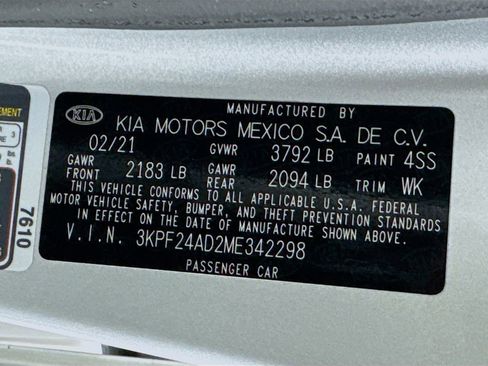 MANUFACTURED BY
KIA KIA MOTORS MEXICO S.A. DE C.V.
02/21 GVWR 3792 LB PAINT 4SS
GAWR FRONT 2183 LB GAWR REAR 2094 LB TRIM WK
THIS VEHICLE CONFORMS TO ALL APPLICABLE U.S.A. FEDERAL
MOTOR VEHICLE SAFETY, BUMPER, AND THEFT PREVENTION STANDARDS
IN EFFECT ON THE DATE OF MANUFACTURE SHOWN ABOVE.
V.I.N. 3KPF24AD2ME342298
PASSENGER CAR
7610